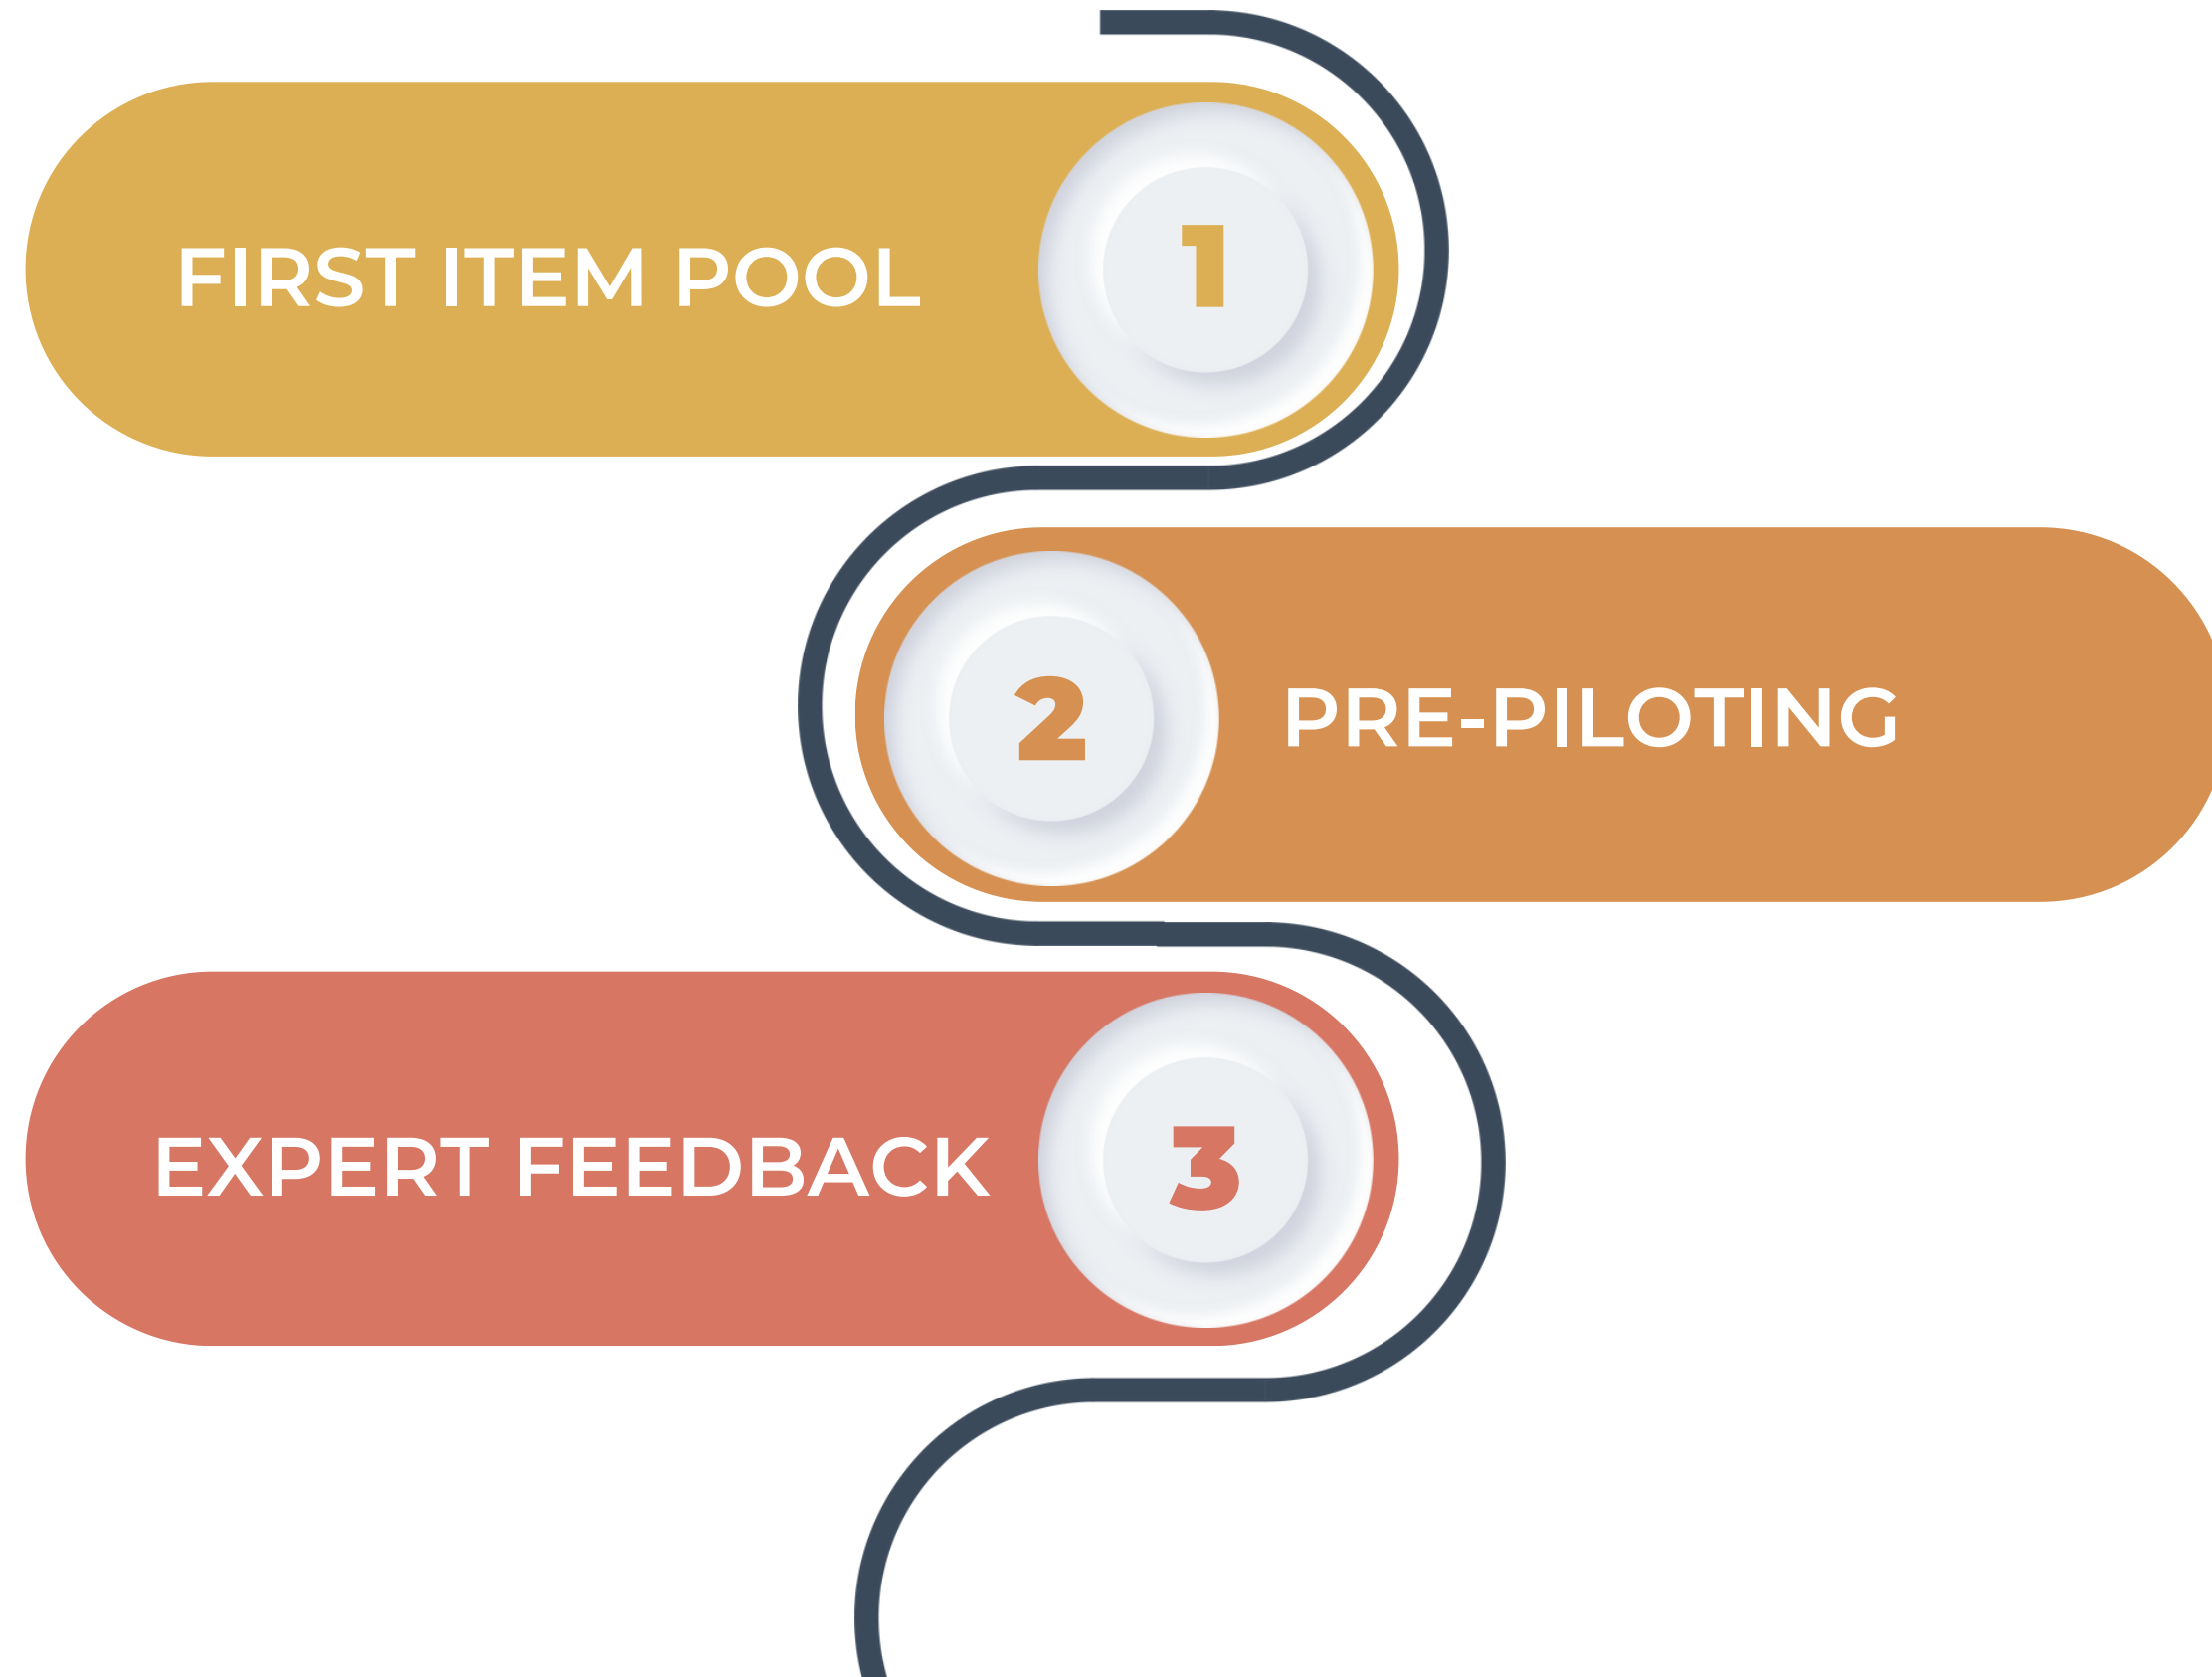 FIRST ITEM POOL
1
2
PRE-PILOTING
EXPERT FEEDBACK
3